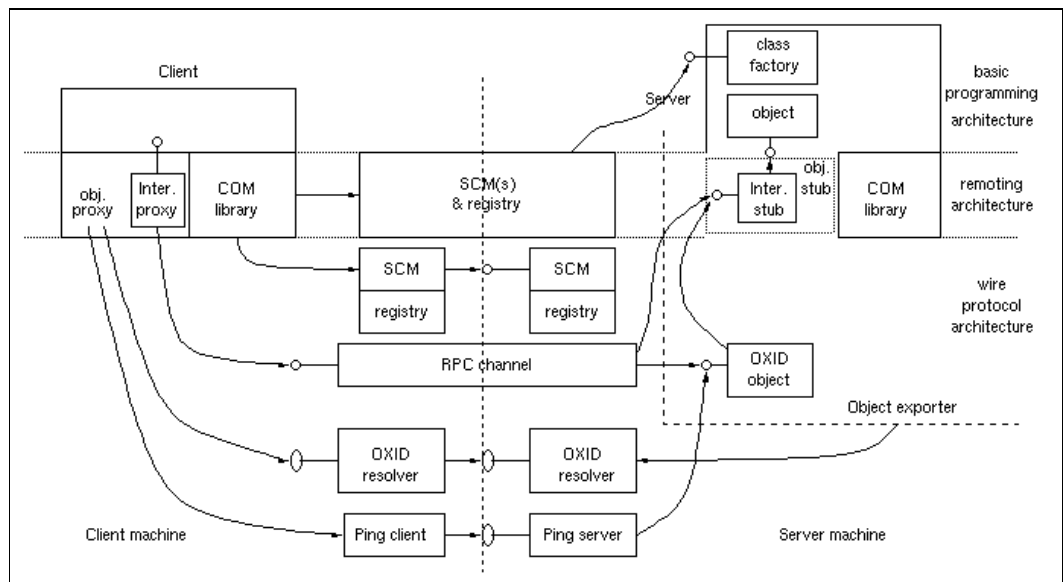 Client
Server
class
factory
object
basic
programming
architecture
obj.
proxy
Inter.
proxy
COM
library
SCM(s)
& registry
Inter.
stub
obj.
stub
COM
library
remoting
architecture
SCM
registry
SCM
registry
wire
protocol
architecture
RPC channel
OXID
object
Object exporter
OXID
resolver
OXID
resolver
Client machine
Ping client
Ping server
Server machine